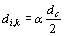 d_{i,k} = α d_c / 2